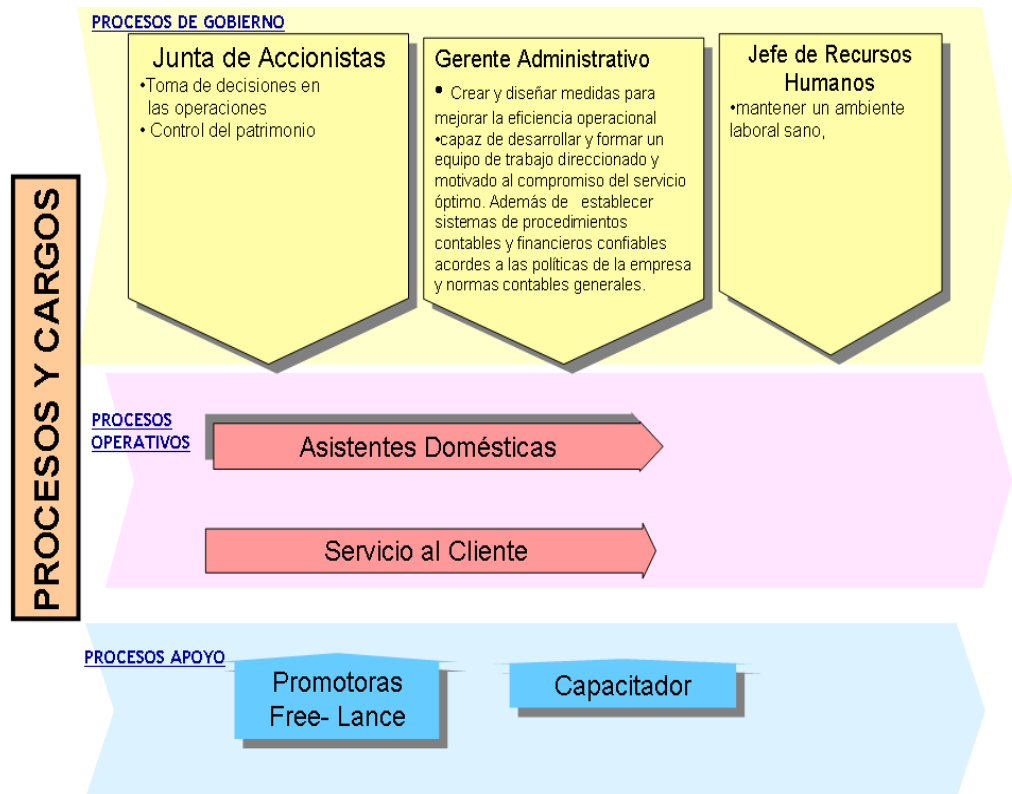 PROCESOS Y CARGOS
PROCESOS DE GOBIERNO
Junta de Accionistas
•Toma de decisiones en
las operaciones
• Control del patrimonio
Gerente Administrativo
• Crear y diseñar medidas para
mejorar la eficiencia operacional
•capaz de desarrollar y formar un
equipo de trabajo direccionado y
motivado al compromiso del servicio
óptimo. Además de establecer
sistemas de procedimientos
contables y financieros confiables
acordes a las políticas de la empresa
y normas contables generales.
Jefe de Recursos
Humanos
•mantener un ambiente
laboral sano,
PROCESOS
OPERATIVOS
Asistentes Domésticas
Servicio al Cliente
PROCESOS APOYO
Promotoras
Free- Lance
Capacitador